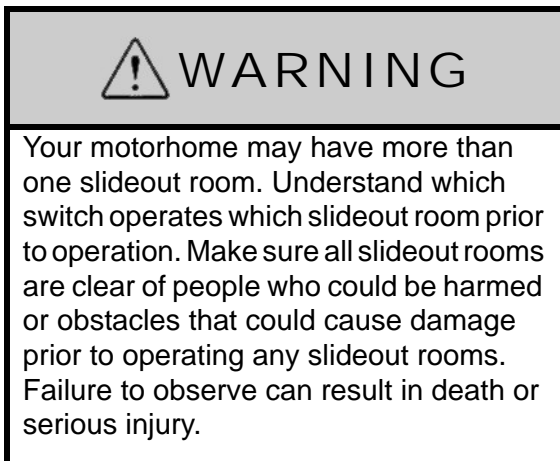 WARNING
Your motorhome may have more than
one slideout room. Understand which
switch operates which slideout room prior
to operation. Make sure all slideout rooms
are clear of people who could be harmed
or obstacles that could cause damage
prior to operating any slideout rooms.
Failure to observe can result in death or
serious injury.